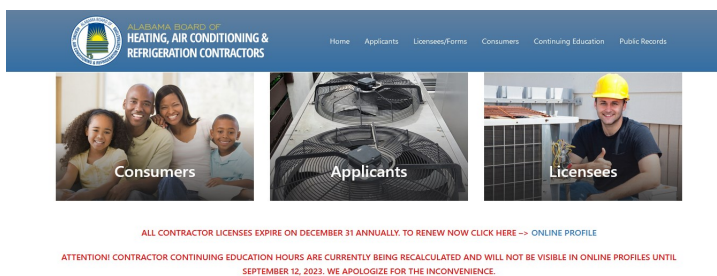 ALABAMA BOARD OF
HEATING, AIR CONDITIONING &
REFRIGERATION CONTRACTORS
Home Applicants Licensees/Forms Consumers Continuing Education Public Records
Consumers Applicants Licensees
ALL CONTRACTOR LICENSES EXPIRE ON DECEMBER 31 ANNUALLY. TO RENEW NOW CLICK HERE –> ONLINE PROFILE
ATTENTION! CONTRACTOR CONTINUING EDUCATION HOURS ARE CURRENTLY BEING RECALCULATED AND WILL NOT BE VISIBLE IN ONLINE PROFILES UNTIL
SEPTEMBER 12, 2023. WE APOLOGIZE FOR THE INCONVENIENCE.